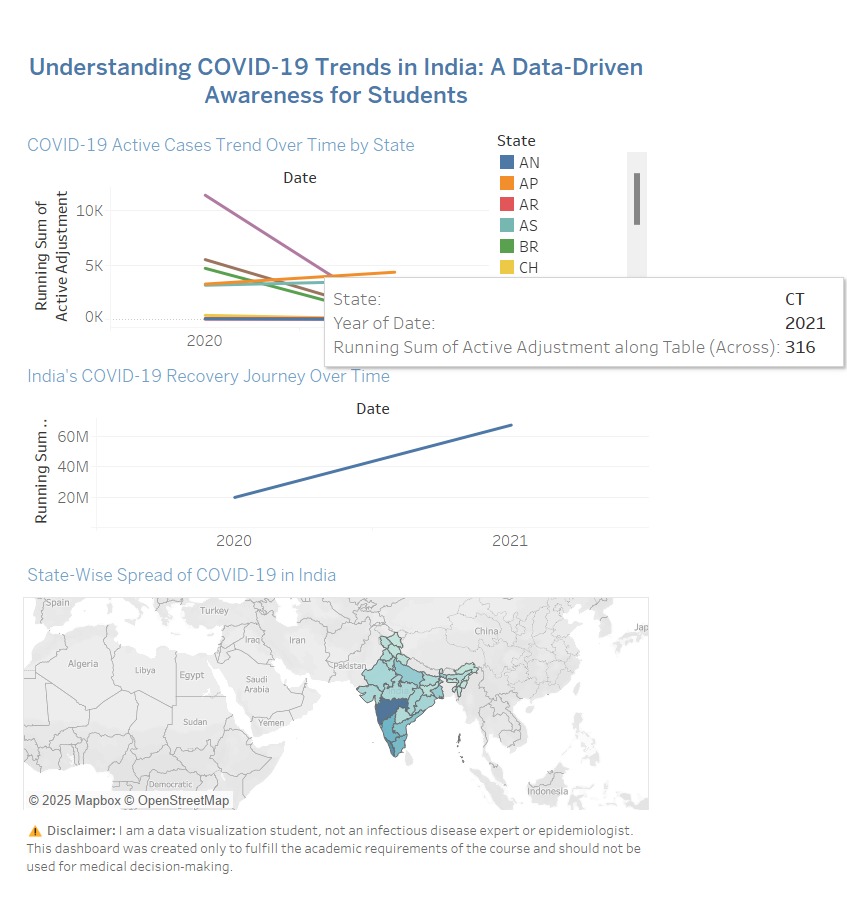 Understanding COVID-19 Trends in India: A Data-Driven
Awareness for Students
COVID-19 Active Cases Trend Over Time by State
Date
Running Sum of
Active Adjustment
10K
5K
0K
2020
State
AN
AP
AR
AS
BR
CH
State: CT
Year of Date: 2021
Running Sum of Active Adjustment along Table (Across): 316
India's COVID-19 Recovery Journey Over Time
Date
Running Sum ..
60M
40M
20M
2020 2021
State-Wise Spread of COVID-19 in India
Spain
Turkey
China
Jap
Iraq
Iran
Algeria
Libya
Egypt
Pakistan
Saudi
Arabia
Sudan
Yemen
Democratic
Indonesia
© 2025 Mapbox © OpenStreetMap
⚠ Disclaimer: I am a data visualization student, not an infectious disease expert or epidemiologist.
This dashboard was created only to fulfill the academic requirements of the course and should not be
used for medical decision-making.